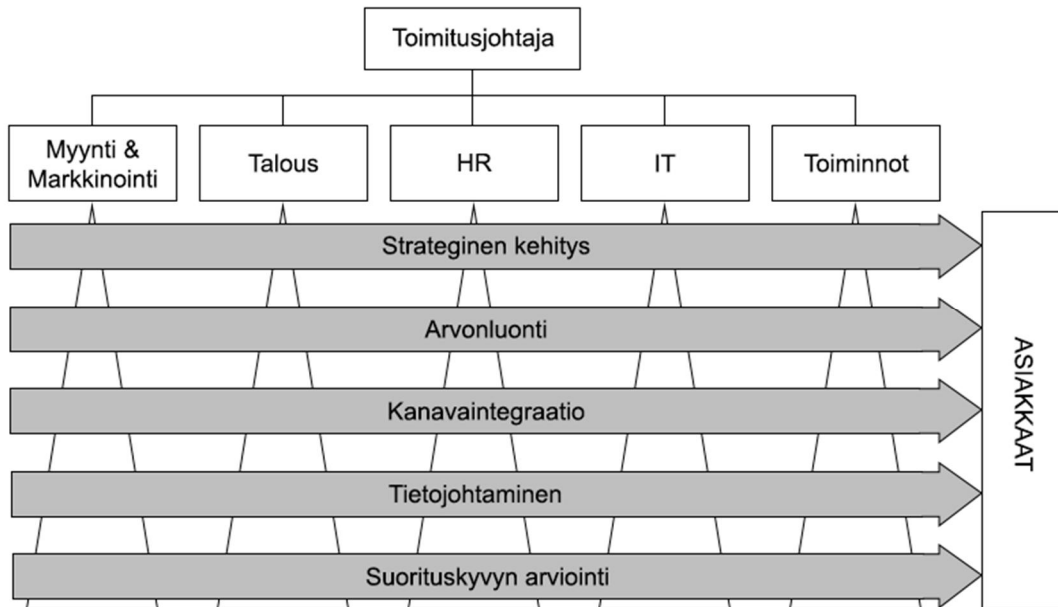 Toimitusjohtaja
Myynti &
Markkinointi
Talous
HR
IT
Toiminnot
Strateginen kehitys
Arvonluonti
Kanavaintegraatio
Tietojohtaminen
Suorituskyvyn arviointi
ASIAKKAAT